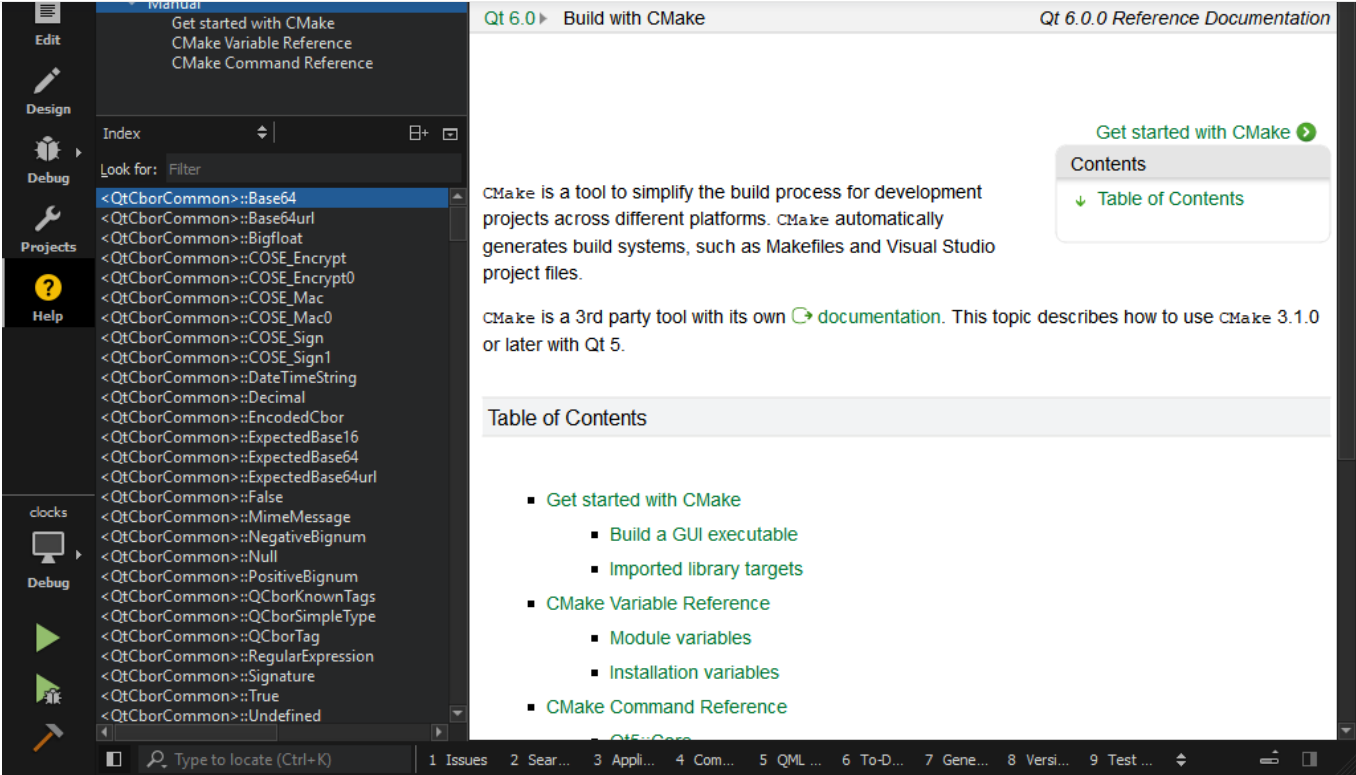 Edit
Design
Debug
Projects
Help
clocks
Debug
Manual
Get started with CMake
CMake Variable Reference
CMake Command Reference
Index
Look for: Filter
<QtCborCommon>::Base64
<QtCborCommon>::Base64url
<QtCborCommon>::Bigfloat
<QtCborCommon>::COSE_Encrypt
<QtCborCommon>::COSE_Encrypt0
<QtCborCommon>::COSE_Mac
<QtCborCommon>::COSE_Mac0
<QtCborCommon>::COSE_Sign
<QtCborCommon>::COSE_Sign1
<QtCborCommon>::DateTimeString
<QtCborCommon>::Decimal
<QtCborCommon>::EncodedCbor
<QtCborCommon>::ExpectedBase16
<QtCborCommon>::ExpectedBase64
<QtCborCommon>::ExpectedBase64url
<QtCborCommon>::False
<QtCborCommon>::MimeMessage
<QtCborCommon>::NegativeBignum
<QtCborCommon>::Null
<QtCborCommon>::PositiveBignum
<QtCborCommon>::QCborKnownTags
<QtCborCommon>::QCborSimpleType
<QtCborCommon>::QCborTag
<QtCborCommon>::RegularExpression
<QtCborCommon>::Signature
<QtCborCommon>::True
<QtCborCommon>::Undefined
Qt 6.0 Build with CMake Qt 6.0.0 Reference Documentation
Get started with CMake
Contents
Table of Contents
CMake is a tool to simplify the build process for development
projects across different platforms. CMake automatically
generates build systems, such as Makefiles and Visual Studio
project files.
CMake is a 3rd party tool with its own documentation. This topic describes how to use CMake 3.1.0
or later with Qt 5.
Table of Contents
Get started with CMake
Build a GUI executable
Imported library targets
CMake Variable Reference
Module variables
Installation variables
CMake Command Reference
Qt5::Core
Type to locate (Ctrl+K) 1 Issues 2 Sear... 3 Appli... 4 Com... 5 QML ... 6 To-D... 7 Gene... 8 Versi... 9 Test ...